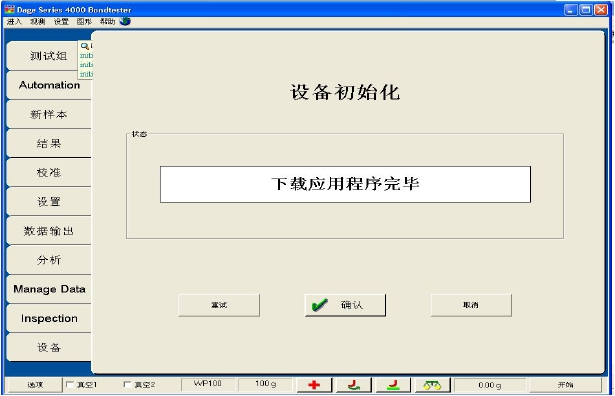 Dage Series 4000 Bondtester
进入 观测 设置 图形 帮助
测试组
Automation
新样本
结果
校准
设置
数据输出
分析
Manage Data
Inspection
设备
设备初始化
状态
下载应用程序完毕
重试
确认
取消
选项
真空1
真空2
WP100
100 g
0.00 g
开始